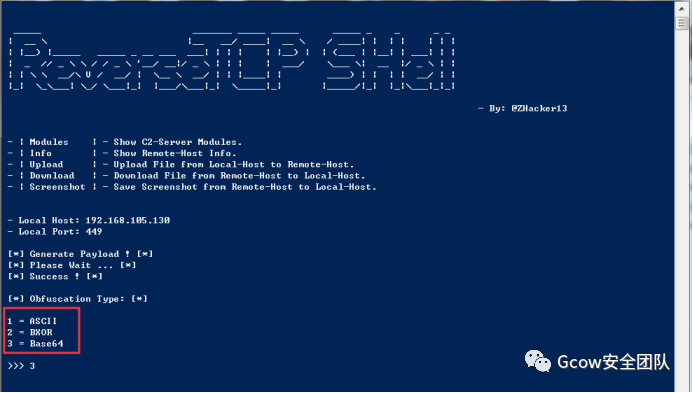 ReverseTCP SHell
- By: @ZHacker13
- | Modules | - Show C2-Server Modules.
- | Info | - Show Remote-Host Info.
- | Upload | - Upload File from Local-Host to Remote-Host.
- | Download | - Download File from Remote-Host to Local-Host.
- | Screenshot | - Save Screenshot from Remote-Host to Local-Host.
- Local Host: 192.168.105.130
- Local Port: 449
[*] Generate Payload ! [*]
[*] Please Wait ... [*]
[*] Success ! [*]
[*] Obfuscation Type: [*]
1 = ASCII
2 = BXOR
3 = Base64
>>> 3
Gcow安全团队